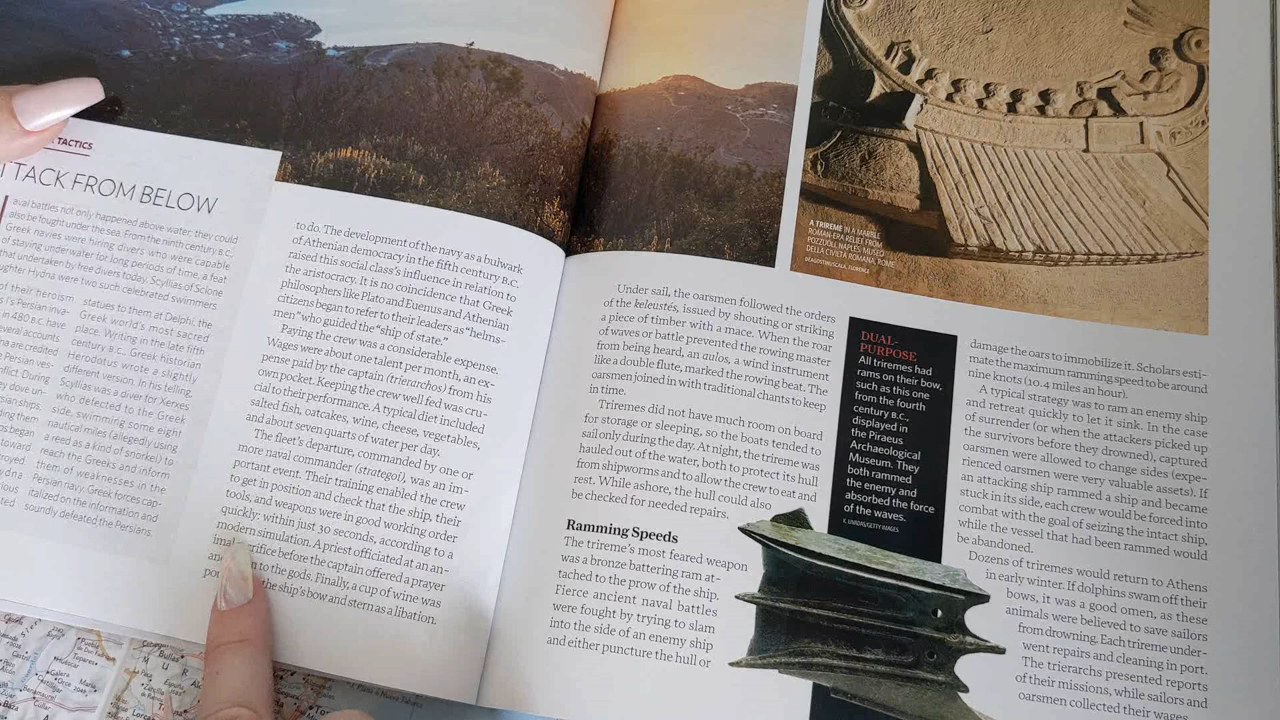 TACTICS
TTACK FROM BELOW
aval battles not only happened above water: they could
also be fought under the sea. From the ninth century B.C.,
Greek navies were hiring divers who were capable
of staying underwater for long periods of time, a feat
that undertaken by free divers today. Scyllias of Scione
ughter Hydna were two such celebrated swimmers.
of their heroism
s I's Persian inva-
in 480 B.C. have
everal accounts
na are credited
e Persian ves-
nflict. During
y dove un-
sian ships,
ting them
os began
toward
troyed
ydna
ious
ted
statues to them at Delphi, the
Greek world's most sacred
place. Writing in the fifth
century B.C., Greek historian
Herodotus wrote a slightly
different version. In his telling,
Scyllias was a diver for Xerxes,
who defected to the Greek
side, swimming some eight
nautical miles (allegedly using
a reed as a kind of snorkel) to
reach the Greeks and inform
them of weaknesses in the
Persian navy. Greek forces cap-
italized on the information and
soundly defeated the Persians.
to do. The development of the navy as a bulwark
of Athenian democracy in the fifth century B.C.
raised this social class's influence in relation to
the aristocracy. It is no coincidence that Greek
philosophers like Plato and Euenus and Athenian
citizens began to refer to their leaders as "helms-
men" who guided the "ship of state."
Paying the crew was a considerable expense.
Wages were about one talent per month, an ex-
pense paid by the captain (trierarch) from his
own pocket. Keeping the crew well fed was cru-
cial to their performance. A typical diet included
salted fish, oatcakes, wine, cheese, vegetables,
and about seven quarts of water per day.
The fleet's departure, commanded by one or
more naval commander (strategoi), was an im-
portant event. Their training enabled the crew
to get in position and check that the ship, their
tools, and weapons were in good working order
quickly: within just 30 seconds, according to a
modern simulation. A priest officiated at an an-
imal sacrifice before the captain offered a prayer
to the gods. Finally, a cup of wine was
pou the ship's bow and stern as a libation.
A TRIREME IN A MARBLE
ROMAN-ERA RELIEF FROM
POZZUOLI, NAPLES. MUSEO
DELLA CIVILTÀ ROMANA, ROME
DEAGOSTINI/SCALA, FLORENCE
Under sail, the oarsmen followed the orders
of the keleustés, issued by shouting or striking
a piece of timber with a mace. When the roar
of waves or battle prevented the rowing master
from being heard, an aulos, a wind instrument
like a double flute, marked the rowing beat. The
oarsmen joined in with traditional chants to keep
in time.
Triremes did not have much room on board
for storage or sleeping, so the boats tended to
sail only during the day. At night, the trireme was
hauled out of the water, both to protect its hull
from shipworms and to allow the crew to eat and
rest. While ashore, the hull could also
be checked for needed repairs.
Ramming Speeds
The trireme's most feared weapon
was a bronze battering ram at-
tached to the prow of the ship.
Fierce ancient naval battles
were fought by trying to slam
into the side of an enemy ship
and either puncture the hull or
DUAL-
PURPOSE
All triremes had
rams on their bow,
such as this one
from the fourth
century B.C.,
displayed in
the Piraeus
Archaeological
Museum. They
both rammed
the enemy and
absorbed the force
of the waves.
E. LIVADAS/GETTY IMAGES
damage the oars to immobilize it. Scholars esti-
mate the maximum ramming speed to be around
nine knots (10.4 miles an hour).
A typical strategy was to ram an enemy ship
and retreat quickly to let it sink. In the case
of surrender (or when the attackers picked up
the survivors before they drowned), captured
oarsmen were allowed to change sides (expe-
rienced oarsmen were very valuable assets). If
an attacking ship rammed a ship and became
stuck in its side, each crew would be forced into
combat with the goal of seizing the intact ship,
while the vessel that had been rammed would
be abandoned.
Dozens of triremes would return to Athens
in early winter. If dolphins swam off their
bows, it was a good omen, as these
animals were believed to save sailors
from drowning. Each trireme under-
went repairs and cleaning in port.
The trierarchs presented reports
of their missions, while sailors and
oarsmen collected their wages.